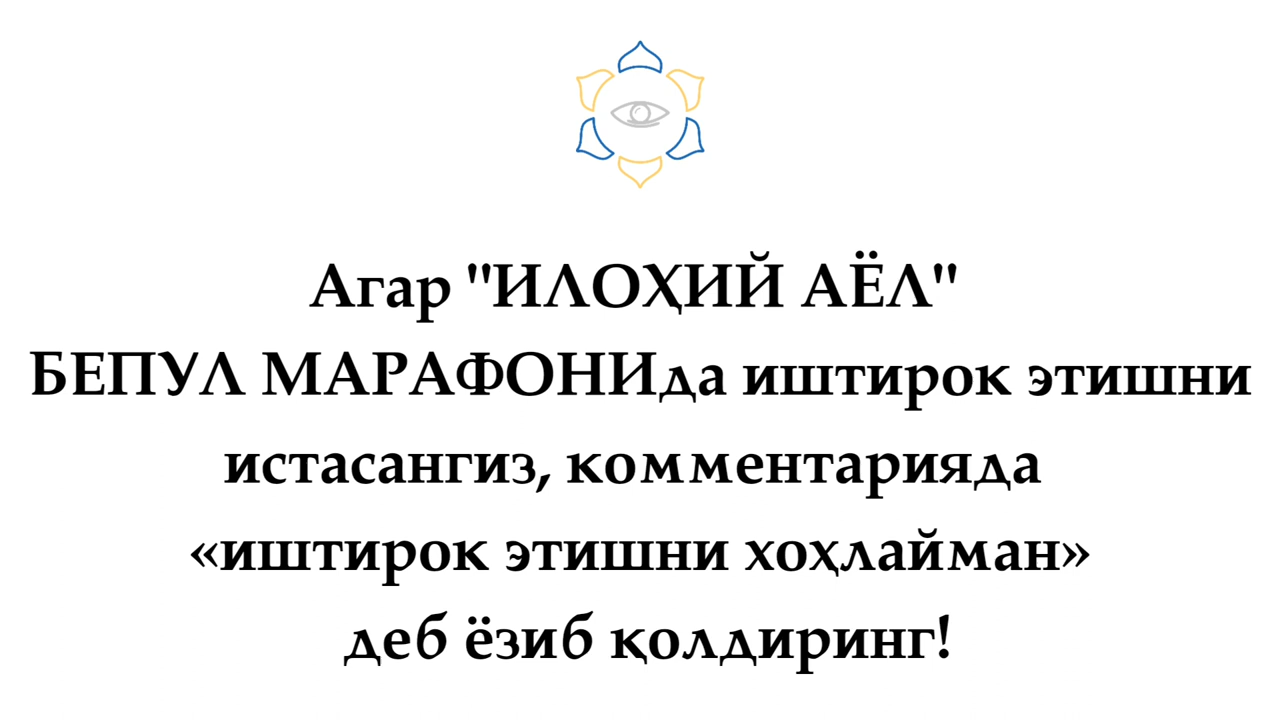 Агар "ИЛОҲИЙ АЁЛ"
БЕПУЛ МАРАФОНИда иштирок этишни
истасангиз, комментарияда
«иштирок этишни хоҳлайман»
деб ёзиб қолдиринг!